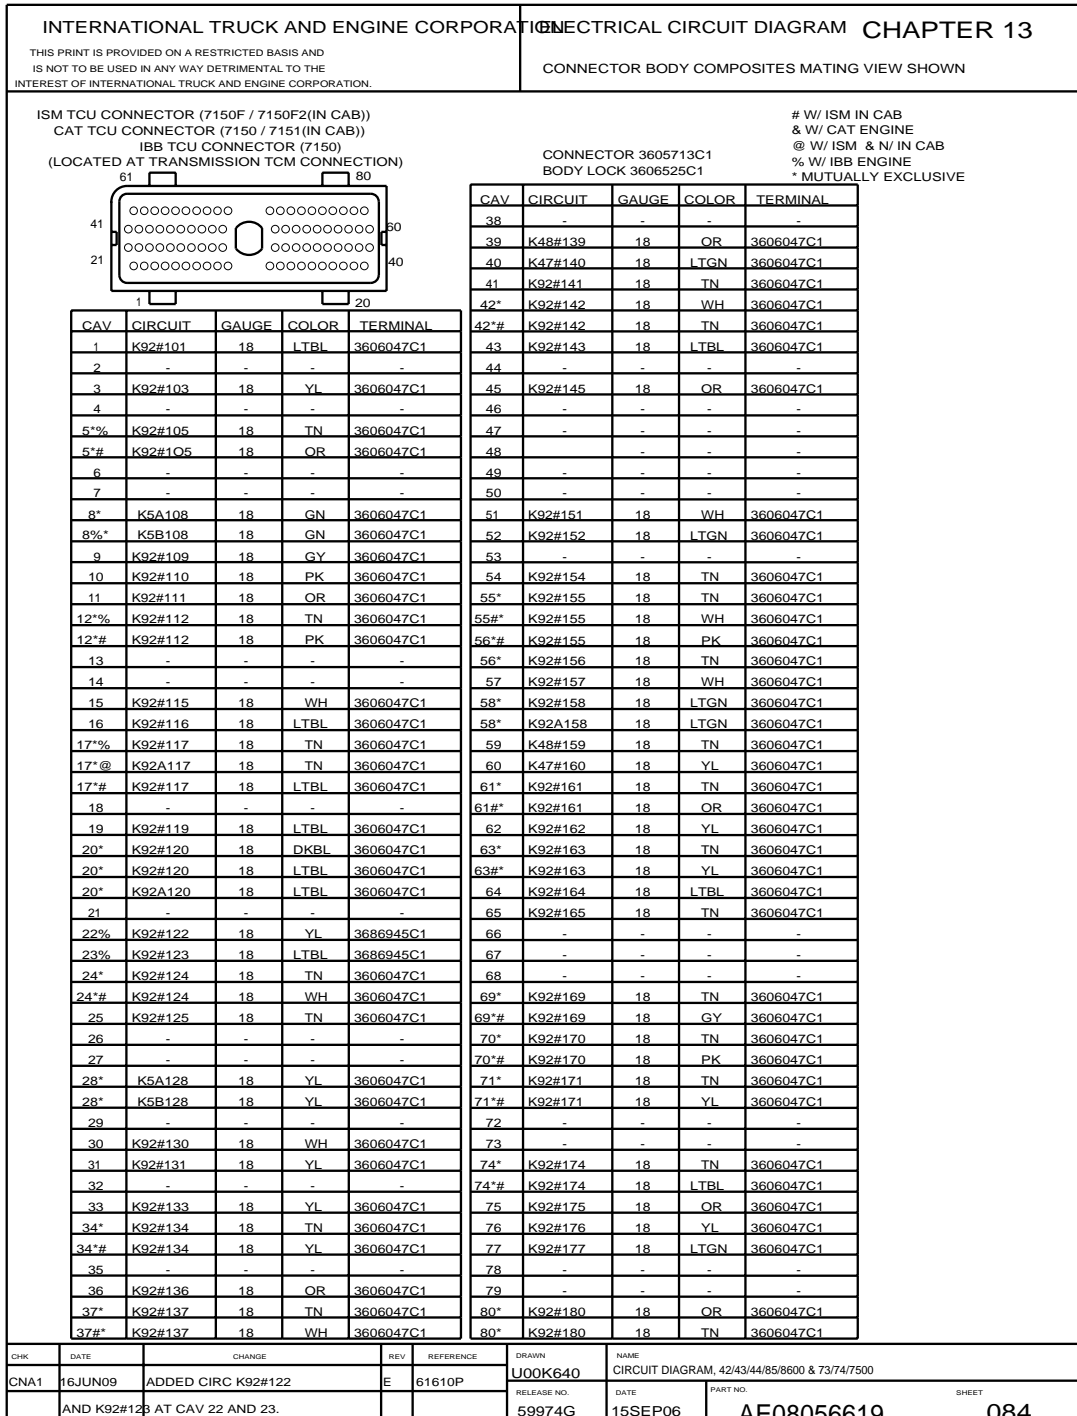 INTERNATIONAL TRUCK AND ENGINE CORPORATION
ELECTRICAL CIRCUIT DIAGRAM CHAPTER 13
THIS PRINT IS PROVIDED ON A RESTRICTED BASIS AND
IS NOT TO BE USED IN ANY WAY DETRIMENTAL TO THE
INTEREST OF INTERNATIONAL TRUCK AND ENGINE CORPORATION.
CONNECTOR BODY COMPOSITES MATING VIEW SHOWN
ISM TCU CONNECTOR (7150F / 7150F2(IN CAB))
CAT TCU CONNECTOR (7150 / 7151(IN CAB))
IBB TCU CONNECTOR (7150)
(LOCATED AT TRANSMISSION TCM CONNECTION)
61 80
41 60
21 40
1 20
CAV CIRCUIT GAUGE COLOR TERMINAL
1 K92#101 18 LTBL 3606047C1
2 - - - -
3 K92#103 18 YL 3606047C1
4 - - - -
5*% K92#105 18 TN 3606047C1
5*# K92#1O5 18 OR 3606047C1
6 - - - -
7 - - - -
8* K5A108 18 GN 3606047C1
8%* K5B108 18 GN 3606047C1
9 K92#109 18 GY 3606047C1
10 K92#110 18 PK 3606047C1
11 K92#111 18 OR 3606047C1
12*% K92#112 18 TN 3606047C1
12*# K92#112 18 PK 3606047C1
13 - - - -
14 - - - -
15 K92#115 18 WH 3606047C1
16 K92#116 18 LTBL 3606047C1
17*% K92#117 18 TN 3606047C1
17*@ K92A117 18 TN 3606047C1
17*# K92#117 18 LTBL 3606047C1
18 - - - -
19 K92#119 18 LTBL 3606047C1
20* K92#120 18 DKBL 3606047C1
20* K92#120 18 LTBL 3606047C1
20* K92A120 18 LTBL 3606047C1
21 - - - -
22% K92#122 18 YL 3686945C1
23% K92#123 18 LTBL 3686945C1
24* K92#124 18 TN 3606047C1
24*# K92#124 18 WH 3606047C1
25 K92#125 18 TN 3606047C1
26 - - - -
27 - - - -
28* K5A128 18 YL 3606047C1
28* K5B128 18 YL 3606047C1
29 - - - -
30 K92#130 18 WH 3606047C1
31 K92#131 18 YL 3606047C1
32 - - - -
33 K92#133 18 YL 3606047C1
34* K92#134 18 TN 3606047C1
34*# K92#134 18 YL 3606047C1
35 - - - -
36 K92#136 18 OR 3606047C1
37* K92#137 18 TN 3606047C1
37#* K92#137 18 WH 3606047C1
CONNECTOR 3605713C1
BODY LOCK 3606525C1
# W/ ISM IN CAB
& W/ CAT ENGINE
@ W/ ISM & N/ IN CAB
% W/ IBB ENGINE
* MUTUALLY EXCLUSIVE
CAV CIRCUIT GAUGE COLOR TERMINAL
38 - - - -
39 K48#139 18 OR 3606047C1
40 K47#140 18 LTGN 3606047C1
41 K92#141 18 TN 3606047C1
42* K92#142 18 WH 3606047C1
42*# K92#142 18 TN 3606047C1
43 K92#143 18 LTBL 3606047C1
44 - - - -
45 K92#145 18 OR 3606047C1
46 - - - -
47 - - - -
48 - - -
49 - - - -
50 - - - -
51 K92#151 18 WH 3606047C1
52 K92#152 18 LTGN 3606047C1
53 - - - -
54 K92#154 18 TN 3606047C1
55* K92#155 18 TN 3606047C1
55#* K92#155 18 WH 3606047C1
56*# K92#155 18 PK 3606047C1
56* K92#156 18 TN 3606047C1
57 K92#157 18 WH 3606047C1
58* K92#158 18 LTGN 3606047C1
58* K92A158 18 LTGN 3606047C1
59 K48#159 18 TN 3606047C1
60 K47#160 18 YL 3606047C1
61* K92#161 18 TN 3606047C1
61#* K92#161 18 OR 3606047C1
62 K92#162 18 YL 3606047C1
63* K92#163 18 TN 3606047C1
63#* K92#163 18 YL 3606047C1
64 K92#164 18 LTBL 3606047C1
65 K92#165 18 TN 3606047C1
66 - - - -
67 - - - -
68 - - - -
69* K92#169 18 TN 3606047C1
69*# K92#169 18 GY 3606047C1
70* K92#170 18 TN 3606047C1
70*# K92#170 18 PK 3606047C1
71* K92#171 18 TN 3606047C1
71*# K92#171 18 YL 3606047C1
72 - - - -
73 - - - -
74* K92#174 18 TN 3606047C1
74*# K92#174 18 LTBL 3606047C1
75 K92#175 18 OR 3606047C1
76 K92#176 18 YL 3606047C1
77 K92#177 18 LTGN 3606047C1
78 - - - -
79 - - - -
80* K92#180 18 OR 3606047C1
80* K92#180 18 TN 3606047C1
CHK DATE CHANGE REV REFERENCE
CNA1 16JUN09 ADDED CIRC K92#122 E 61610P
AND K92#123 AT CAV 22 AND 23.
DRAWN
U00K640
NAME
CIRCUIT DIAGRAM, 42/43/44/85/8600 & 73/74/7500
RELEASE NO. DATE PART NO. SHEET
59974G 15SEP06 AE08056619 084